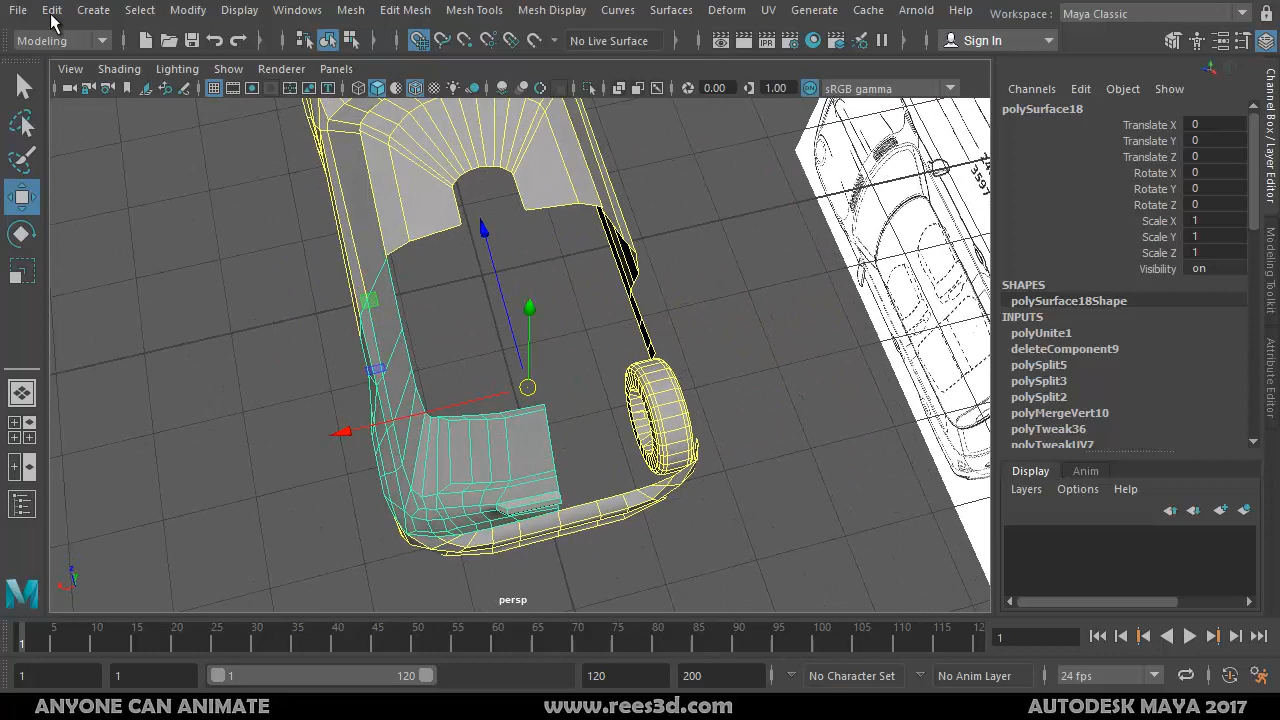 File Edit Create Select Modify Display Windows Mesh Edit Mesh Mesh Tools Mesh Display Curves Surfaces Deform UV Generate Cache Arnold Help Workspace: Maya Classic
Modeling No Live Surface Sign In
View Shading Lighting Show Renderer Panels
0.00 1.00 ON sRGB gamma
Channels Edit Object Show
polySurface18
Translate X 0
Translate Y 0
Translate Z 0
Rotate X 0
Rotate Y 0
Rotate Z 0
Scale X 1
Scale Y 1
Scale Z 1
Visibility on
SHAPES
polySurface18Shape
INPUTS
polyUnite1
deleteComponent9
polySplit5
polySplit3
polySplit2
polyMergeVert10
polyTweak36
polyTweakUV7
Display Anim
Layers Options Help
Channel Box / Layer Editor
Modeling Toolkit
Attribute Editor
3597
persp
5 10 15 20 25 30 35 40 45 50 55 60 65 70 75 80 85 90 95 100 105 110 115 12
1 1
1 1 1 120 120 200 No Character Set No Anim Layer 24 fps
ANYONE CAN ANIMATE www.rees3d.com AUTODESK MAYA 2017